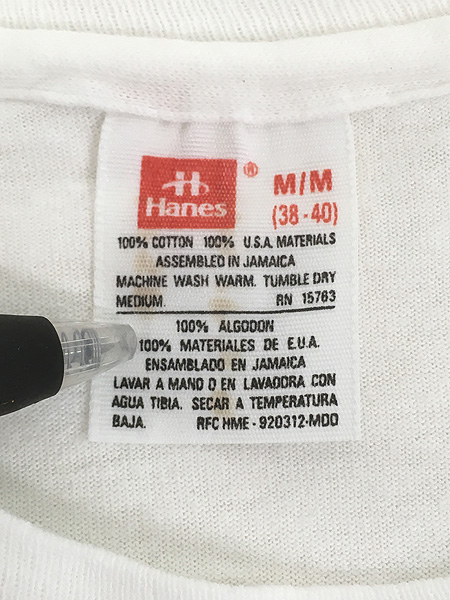 H
Hanes®
M/M
(38-40)
100% COTTON 100% U.S.A. MATERIALS
ASSEMBLED IN JAMAICA
MACHINE WASH WARM. TUMBLE DRY
MEDIUM. RN 15763
100% ALGODON
100% MATERIALES DE E.U.A.
ENSAMBLADO EN JAMAICA
LAVAR A MANO O EN LAVADORA CON
AGUA TIBIA. SECAR A TEMPERATURA
BAJA. RFC HME-920312-MDO